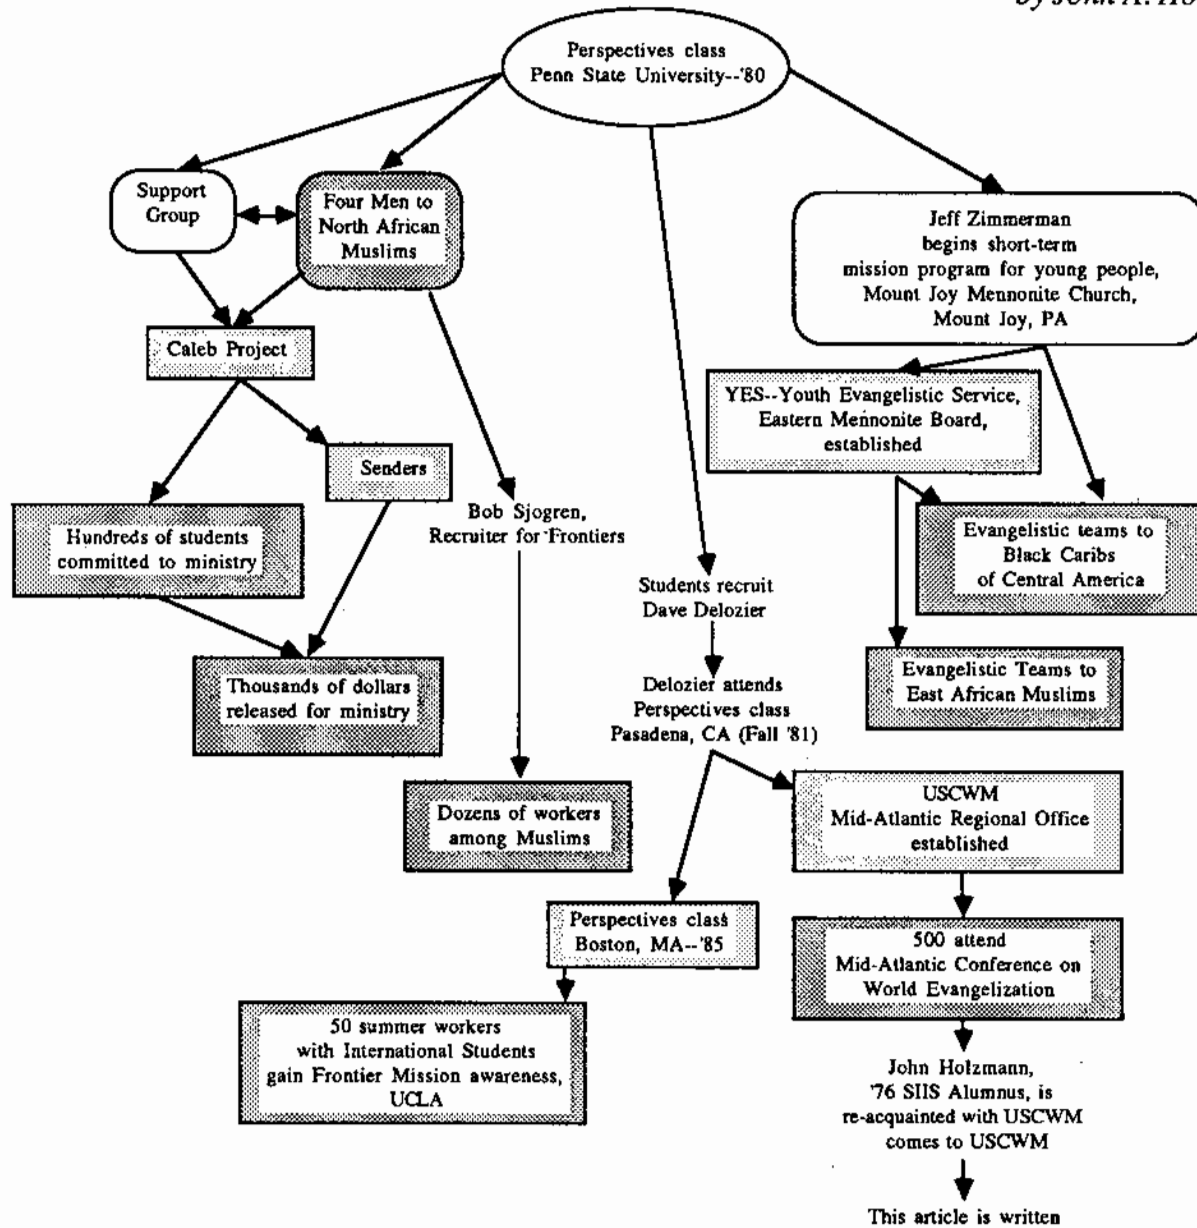 by John A.
Perspectives class
Penn State University--'80
Support
Group
Four Men to
North African
Muslims
Jeff Zimmerman
begins short-term
mission program for young people,
Mount Joy Mennonite Church,
Mount Joy, PA
Caleb Project
YES--Youth Evangelistic Service,
Eastern Mennonite Board,
established
Senders
Hundreds of students
committed to ministry
Bob Sjogren,
Recruiter for Frontiers
Evangelistic teams to
Black Caribs
of Central America
Students recruit
Dave Delozier
Thousands of dollars
released for ministry
Evangelistic Teams to
East African Muslims
Delozier attends
Perspectives class
Pasadena, CA (Fall '81)
Dozens of workers
among Muslims
USCWM
Mid-Atlantic Regional Office
established
Perspectives class
Boston, MA--'85
500 attend
Mid-Atlantic Conference on
World Evangelization
50 summer workers
with International Students
gain Frontier Mission awareness,
UCLA
John Holzmann,
'76 SIIS Alumnus, is
re-acquainted with USCWM
comes to USCWM
This article is written